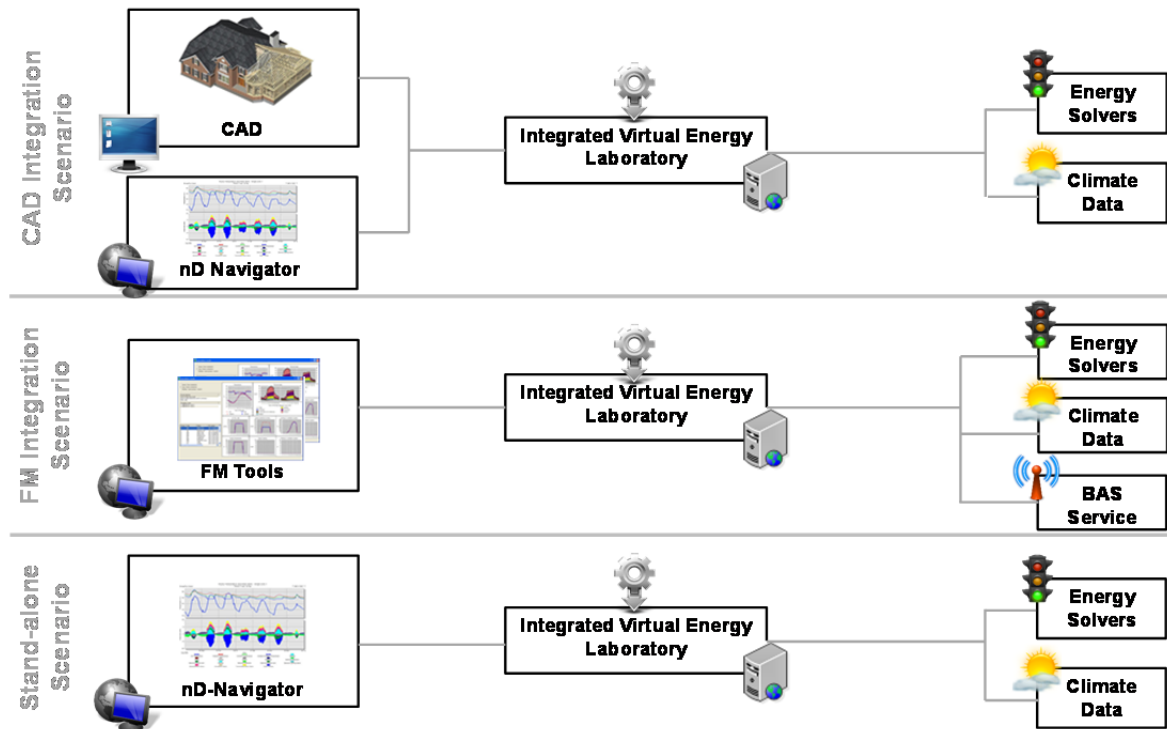 CAD Integration
Scenario
CAD
nD Navigator
Integrated Virtual Energy
Laboratory
Energy
Solvers
Climate
Data
FM Integration
Scenario
FM Tools
Integrated Virtual Energy
Laboratory
Energy
Solvers
Climate
Data
BAS
Service
Stand-alone
Scenario
nD-Navigator
Integrated Virtual Energy
Laboratory
Energy
Solvers
Climate
Data